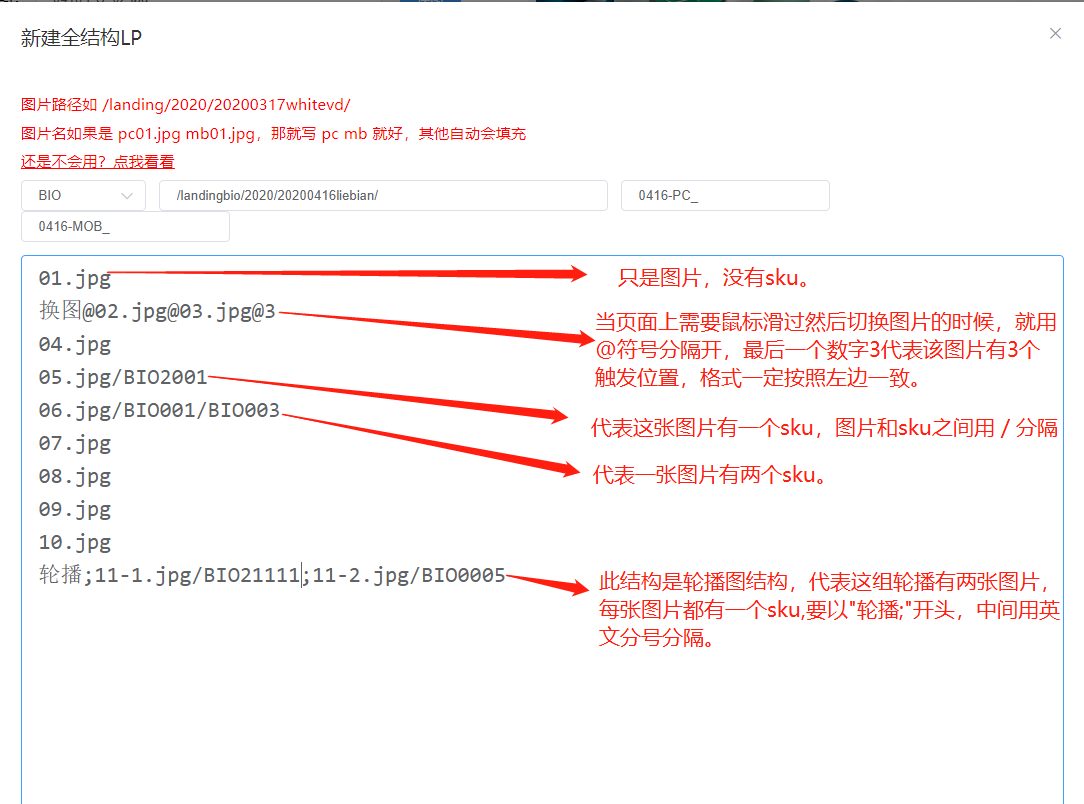 新建全结构LP
图片路径如 /landing/2020/20200317whitevd/
图片名如果是 pc01.jpg mb01.jpg，那就写 pc mb 就好，其他自动会填充
还是不会用？点我看看
BIO
/landingbio/2020/20200416liebian/
0416-PC_
0416-MOB_
01.jpg
只是图片，没有sku。
换图@02.jpg@03.jpg@3
当页面上需要鼠标滑过然后切换图片的时候，就用
@符号分隔开，最后一个数字3代表该图片有3个
触发位置，格式一定按照左边一致。
04.jpg
05.jpg/BIO2001
代表这张图片有一个sku，图片和sku之间用 / 分隔
06.jpg/BIO001/BIO003
代表一张图片有两个sku。
07.jpg
08.jpg
09.jpg
10.jpg
轮播;11-1.jpg/BIO21111;11-2.jpg/BIO0005
此结构是轮播图结构，代表这组轮播有两张图片，
每张图片都有一个sku,要以"轮播;"开头，中间用英
文分号分隔。